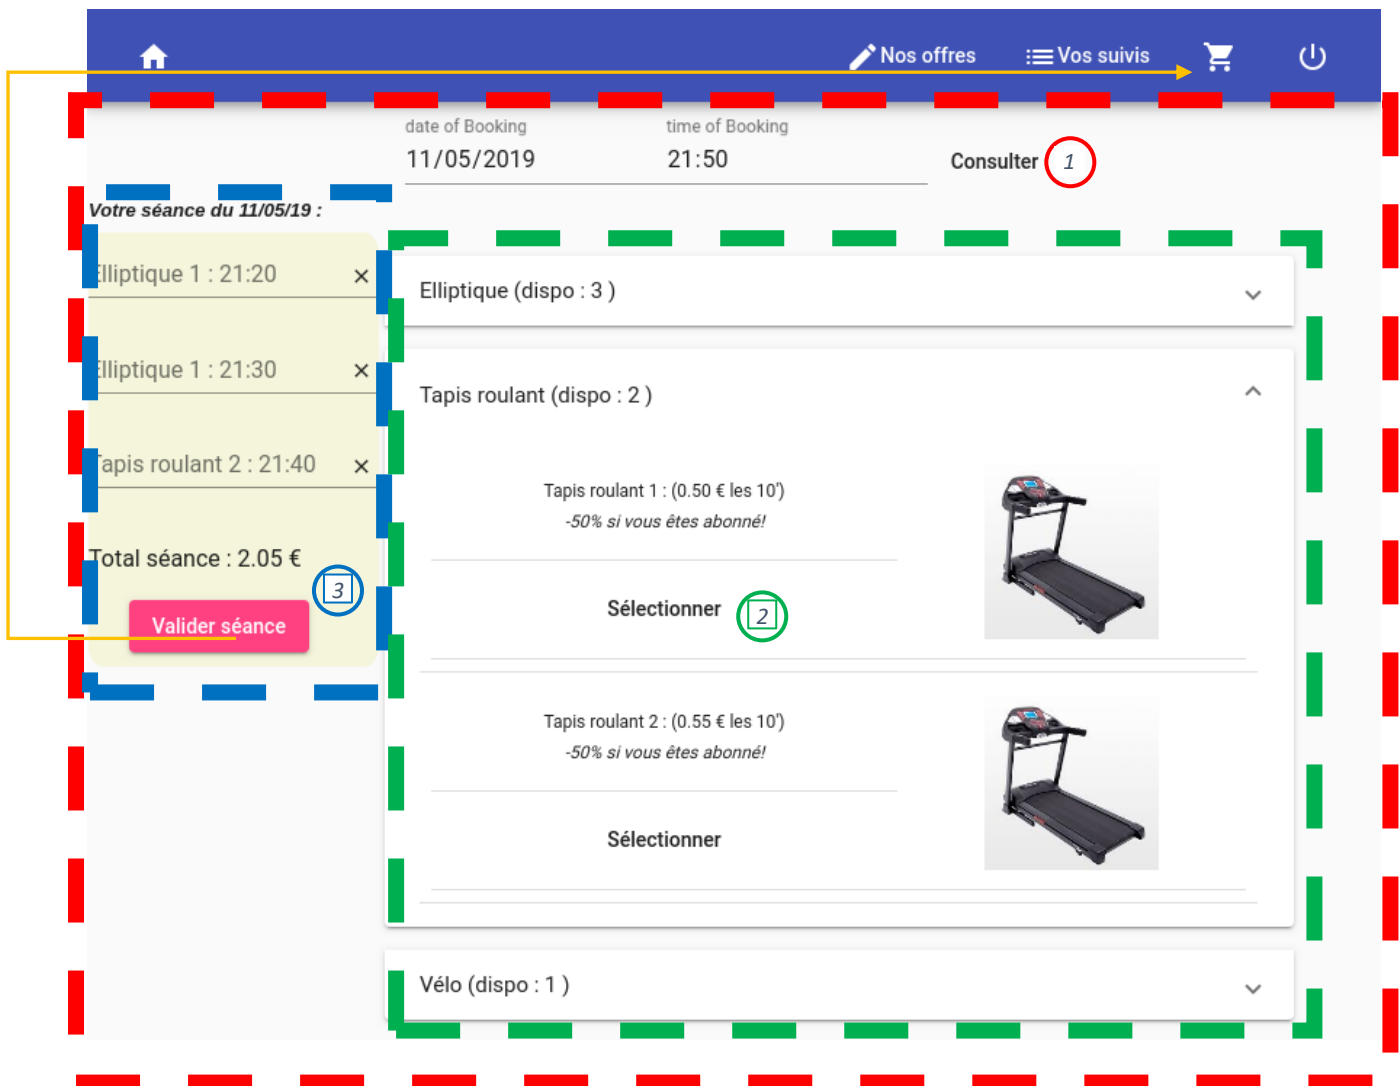 Nos offres
Vos suivis
date of Booking
time of Booking
11/05/2019
21:50
Consulter
1
Votre séance du 11/05/19 :
Elliptique 1 : 21:20
Elliptique 1 : 21:30
Tapis roulant 2 : 21:40
Total séance : 2.05 €
3
Valider séance
Elliptique (dispo : 3 )
Tapis roulant (dispo : 2 )
Tapis roulant 1 : (0.50 € les 10')
-50% si vous êtes abonné!
Sélectionner
2
Tapis roulant 2 : (0.55 € les 10')
-50% si vous êtes abonné!
Sélectionner
Vélo (dispo : 1 )